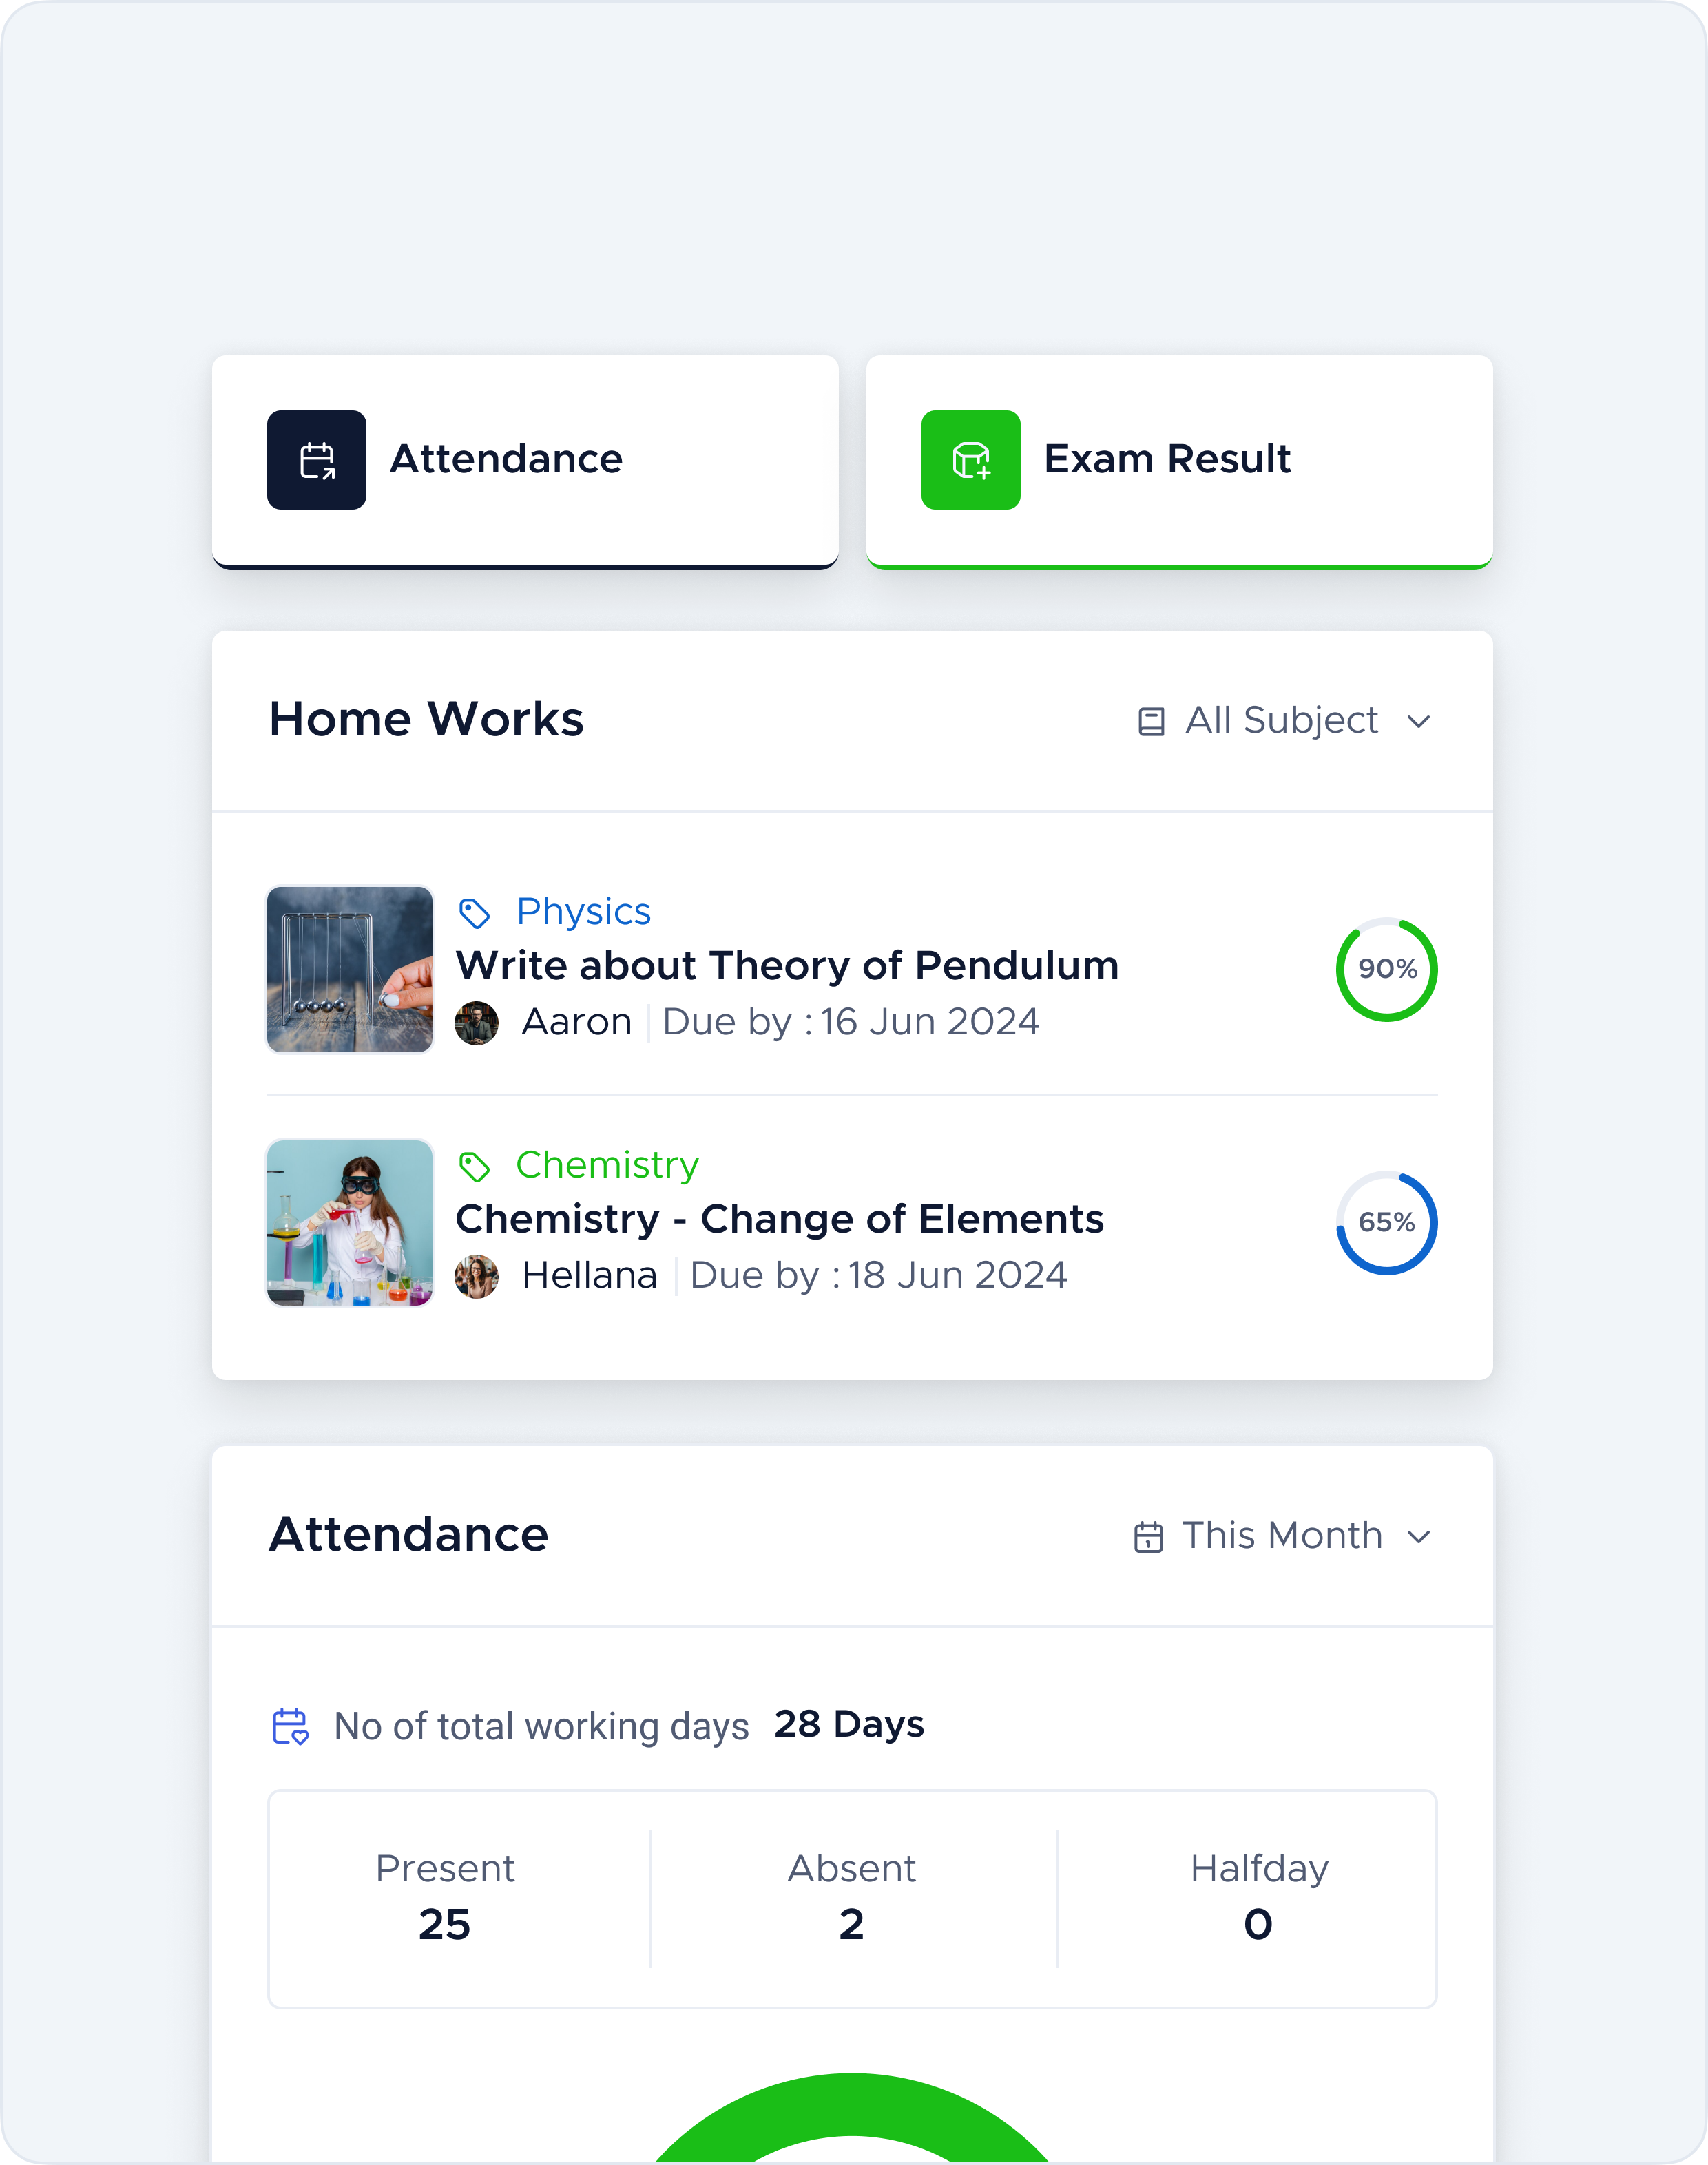 Attendance
Exam Result
Home Works
All Subject
Physics
Write about Theory of Pendulum
Aaron
Due by : 16 Jun 2024
90%
Chemistry
Chemistry - Change of Elements
Hellana
Due by : 18 Jun 2024
65%
Attendance
This Month
No of total working days 28 Days
Present
25
Absent
2
Halfday
0